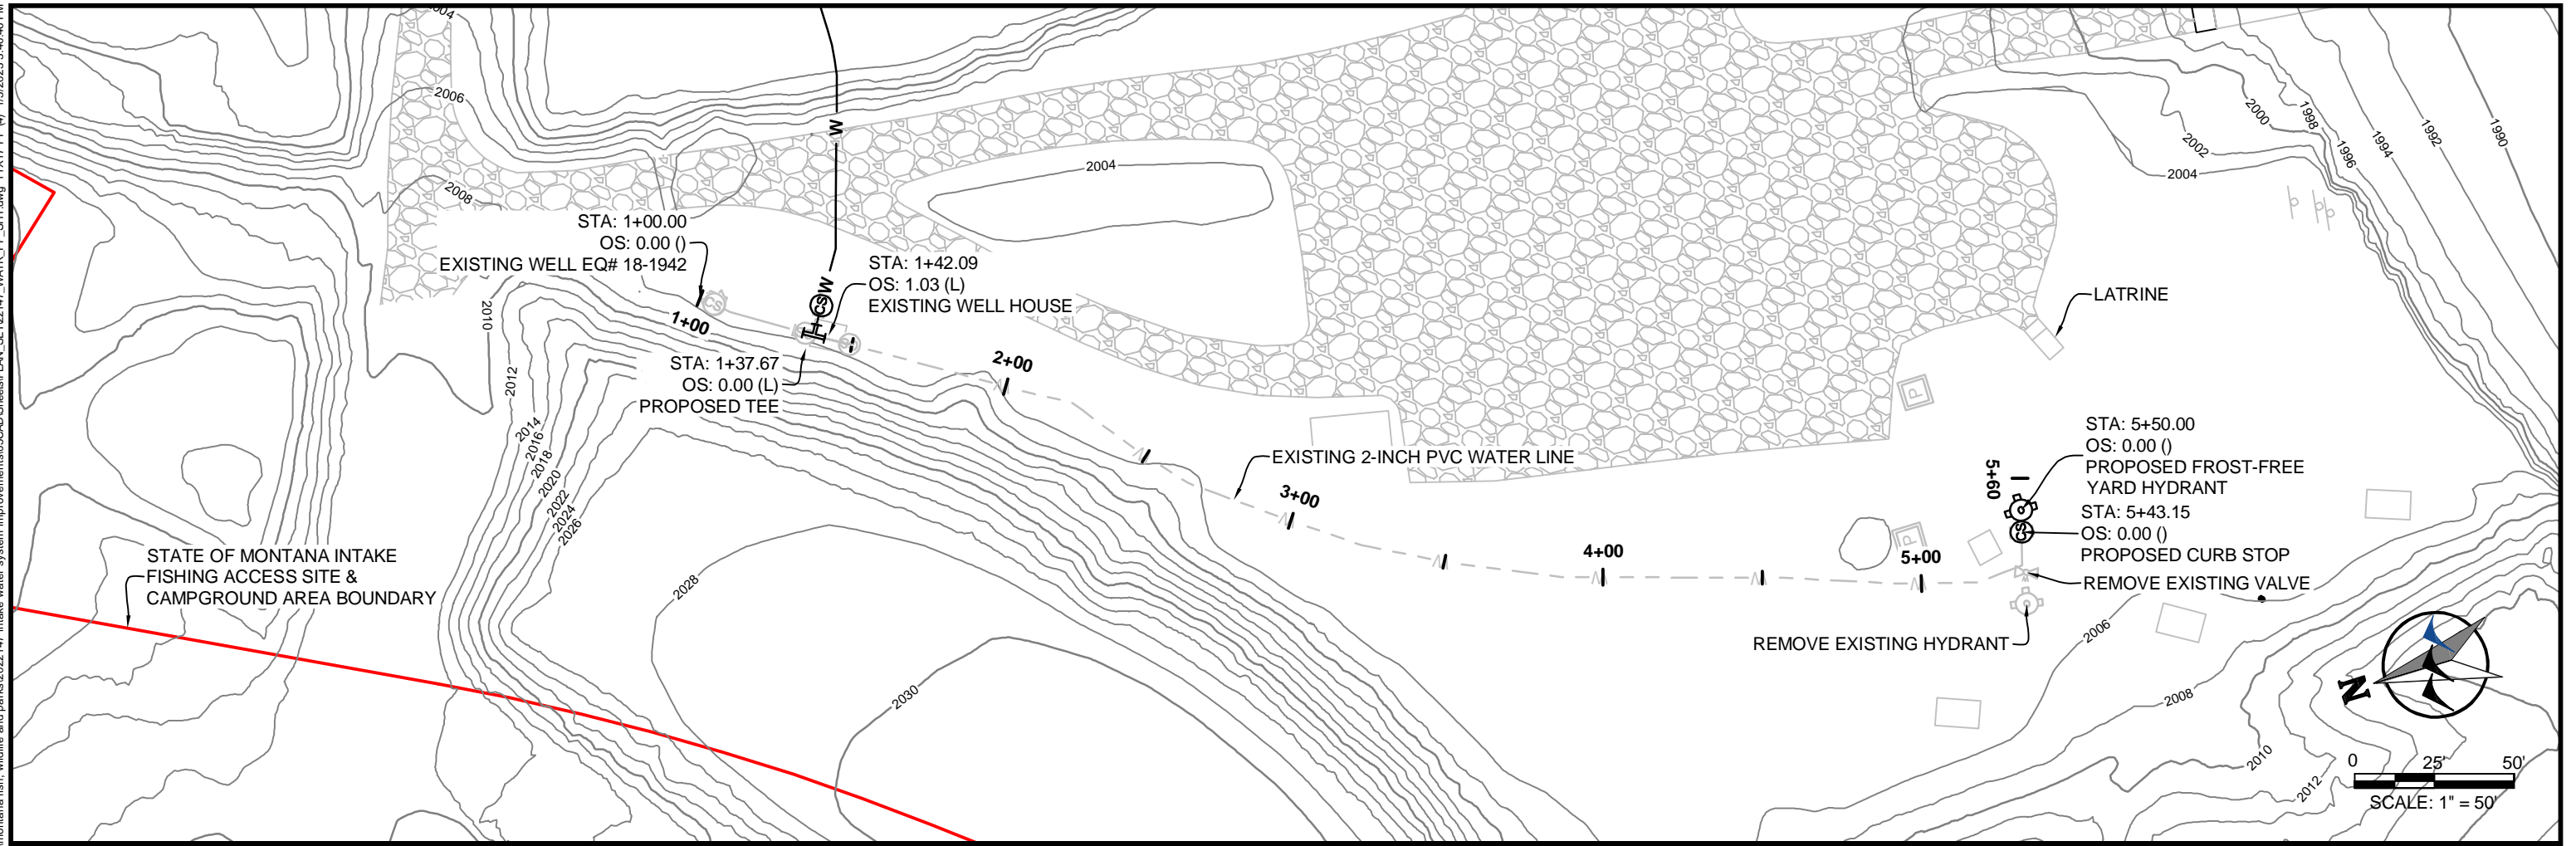 2004
2006
2008
2010
2012
2014
2016
2018
2020
2022
2024
2026
2028
2030
2004
2000
1998
1996
1994
1992
1990
2002
2004
2006
2008
2010
2012
STA: 1+00.00
OS: 0.00 ()
EXISTING WELL EQ# 18-1942
1+00
W
W
CS
CS
STA: 1+42.09
OS: 1.03 (L)
EXISTING WELL HOUSE
STA: 1+37.67
OS: 0.00 (L)
PROPOSED TEE
2+00
EXISTING 2-INCH PVC WATER LINE
3+00
4+00
5+00
5+60
P
P
LATRINE
STA: 5+50.00
OS: 0.00 ()
PROPOSED FROST-FREE
YARD HYDRANT
STA: 5+43.15
OS: 0.00 ()
PROPOSED CURB STOP
CS
REMOVE EXISTING VALVE
REMOVE EXISTING HYDRANT
STATE OF MONTANA INTAKE
FISHING ACCESS SITE &
CAMPGROUND AREA BOUNDARY
N
0 25' 50'
SCALE: 1" = 50'